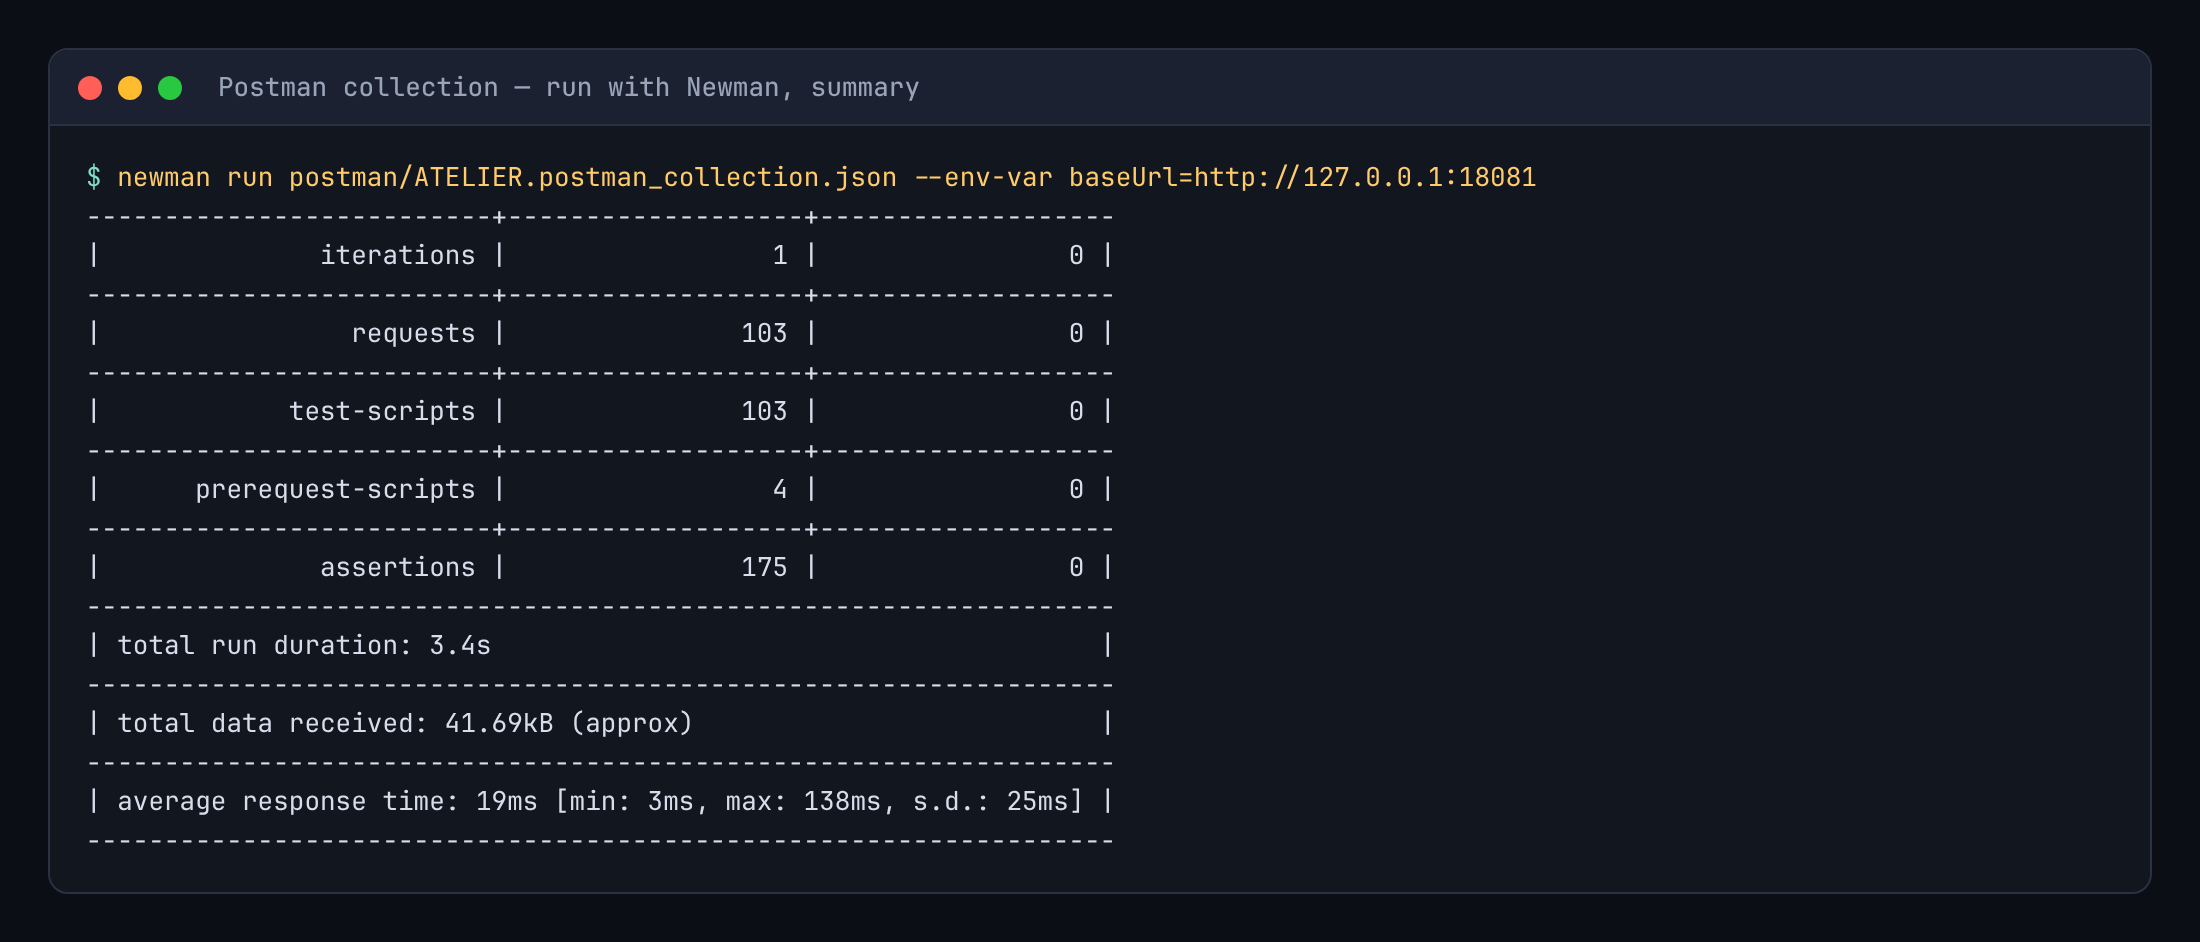 Postman collection — run with Newman, summary
$ newman run postman/ATELIER.postman_collection.json --env-var baseUrl=http://127.0.0.1:18081
--------------------------+-------------------+-------------------
|               iterations |                 1 |                  0 |
--------------------------+-------------------+-------------------
|                 requests |               103 |                  0 |
--------------------------+-------------------+-------------------
|             test-scripts |               103 |                  0 |
--------------------------+-------------------+-------------------
|       prerequest-scripts |                 4 |                  0 |
--------------------------+-------------------+-------------------
|               assertions |               175 |                  0 |
------------------------------------------------------------------
| total run duration: 3.4s                                       |
------------------------------------------------------------------
| total data received: 41.69kB (approx)                          |
------------------------------------------------------------------
| average response time: 19ms [min: 3ms, max: 138ms, s.d.: 25ms] |
------------------------------------------------------------------